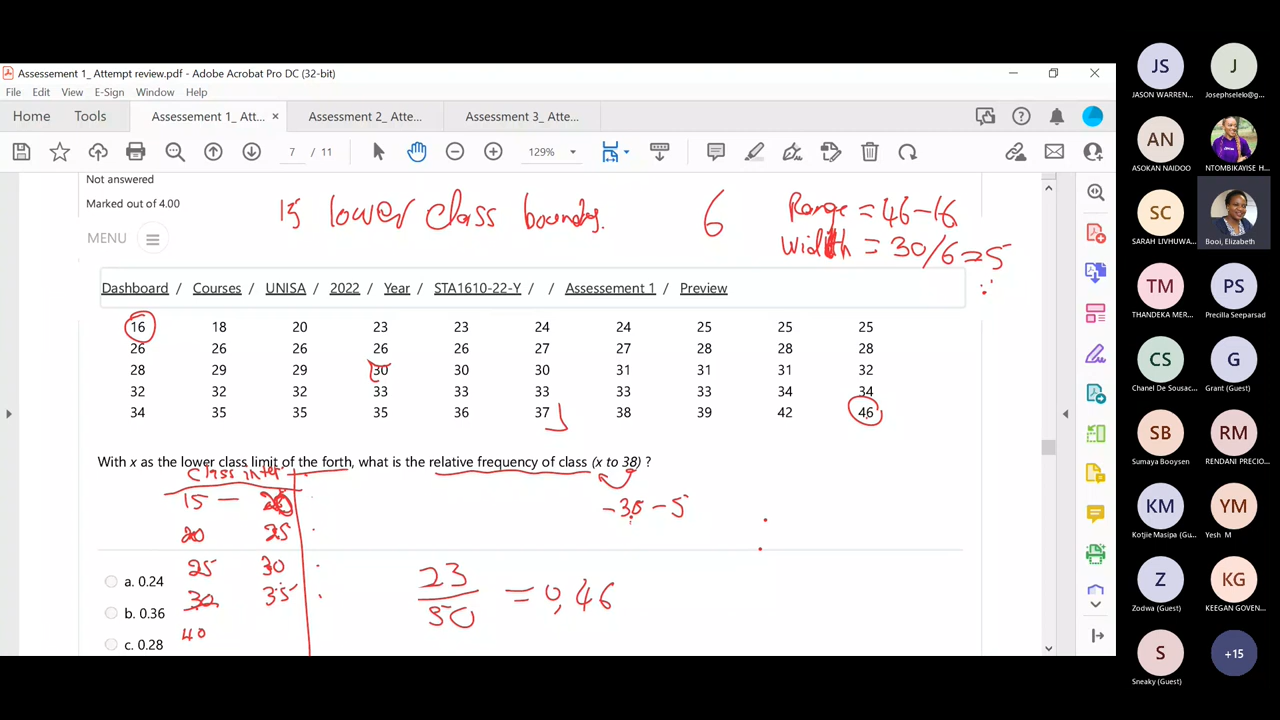 Assessement 1_ Attempt review.pdf - Adobe Acrobat Pro DC (32-bit)
File Edit View E-Sign Window Help
Home Tools Assessement 1_ Att... × Assessement 2_ Atte... Assessement 3_ Atte...
7 / 11 129%
Not answered
Marked out of 4.00
15 lower class boundary. 6 Range = 46-16
width = 30/6=5
MENU
Dashboard / Courses / UNISA / 2022 / Year / STA1610-22-Y / / Assessement 1 / Preview
16 18 20 23 23 24 24 25 25 25
26 26 26 26 26 27 27 28 28 28
28 29 29 30 30 30 31 31 31 32
32 32 32 33 33 33 33 33 34 34
34 35 35 35 36 37 38 39 42 46
With x as the lower class limit of the forth, what is the relative frequency of class (x to 38) ?
class inter
15 — 20
-30-5
20 25
25 30
30 35
40
23
50
= 0,46
a. 0.24
b. 0.36
c. 0.28
JS
JASON WARREN...
J
Josephselelo@g...
AN
ASOKAN NAIDOO
NTOMBIKAYISE H...
SC
SARAH LIVHUWA...
Booi, Elizabeth
TM
THANDEKA MER...
PS
Precilla Seeparsad
CS
Chanel De Sousac...
G
Grant (Guest)
SB
Sumaya Booysen
RM
RENDANI PRECIO...
KM
Kotjie Masipa (Gu...
YM
Yesh M
Z
Zodwa (Guest)
KG
KEEGAN GOVEN...
S
Sneaky (Guest)
+15